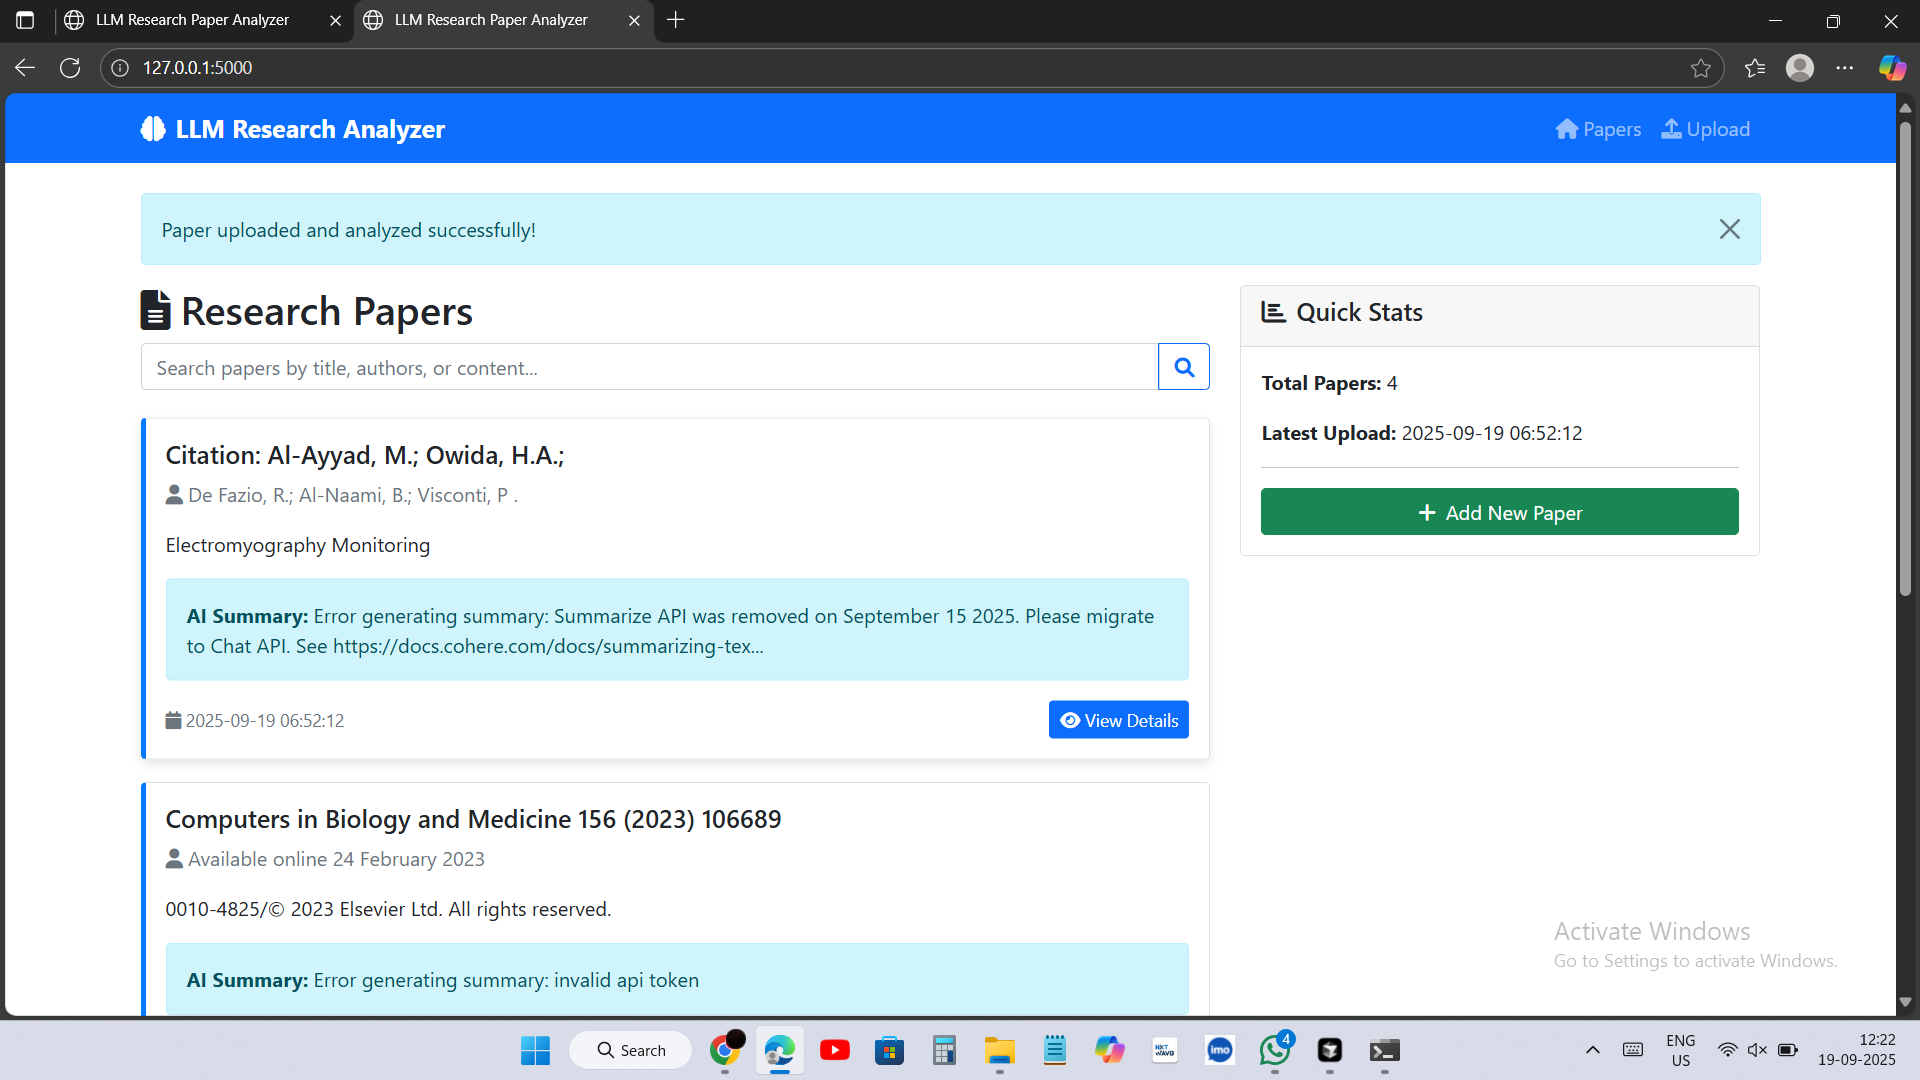 LLM Research Paper Analyzer
LLM Research Paper Analyzer
127.0.0.1:5000
LLM Research Analyzer
Papers
Upload
Paper uploaded and analyzed successfully!
Research Papers
Search papers by title, authors, or content...
Citation: Al-Ayyad, M.; Owida, H.A.;
De Fazio, R.; Al-Naami, B.; Visconti, P .
Electromyography Monitoring
AI Summary: Error generating summary: Summarize API was removed on September 15 2025. Please migrate
to Chat API. See https://docs.cohere.com/docs/summarizing-tex...
2025-09-19 06:52:12
View Details
Computers in Biology and Medicine 156 (2023) 106689
Available online 24 February 2023
0010-4825/© 2023 Elsevier Ltd. All rights reserved.
AI Summary: Error generating summary: invalid api token
Quick Stats
Total Papers: 4
Latest Upload: 2025-09-19 06:52:12
Add New Paper
Activate Windows
Go to Settings to activate Windows.
Search
NXT
WAVE
imo
4
ENG
US
12:22
19-09-2025